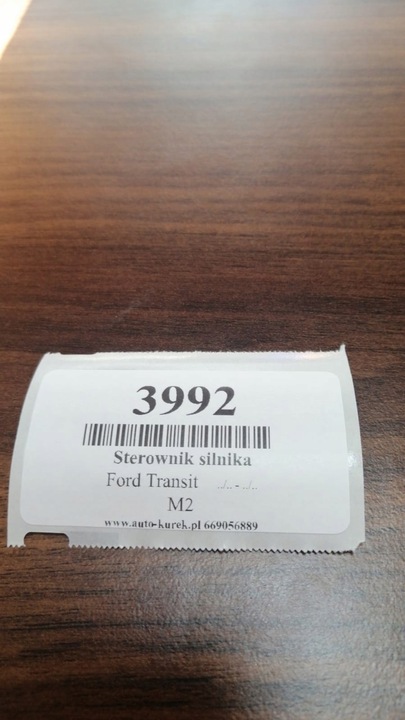 3992
Sterownik silnika
Ford Transit ../.. - ../..
M2
www.auto-kurek.pl 669056889